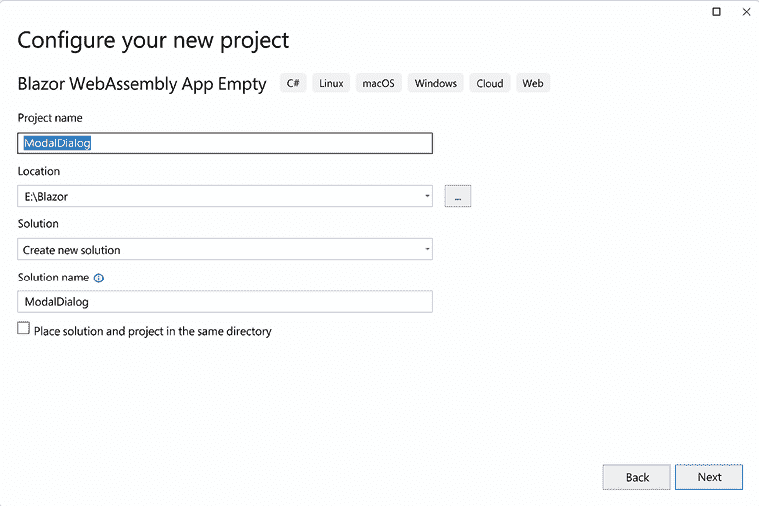 Configure your new project
Blazor WebAssembly App Empty C# Linux macOS Windows Cloud Web
Project name
ModalDialog
Location
E:\Blazor
...
Solution
Create new solution
Solution name
ModalDialog
Place solution and project in the same directory
Back Next